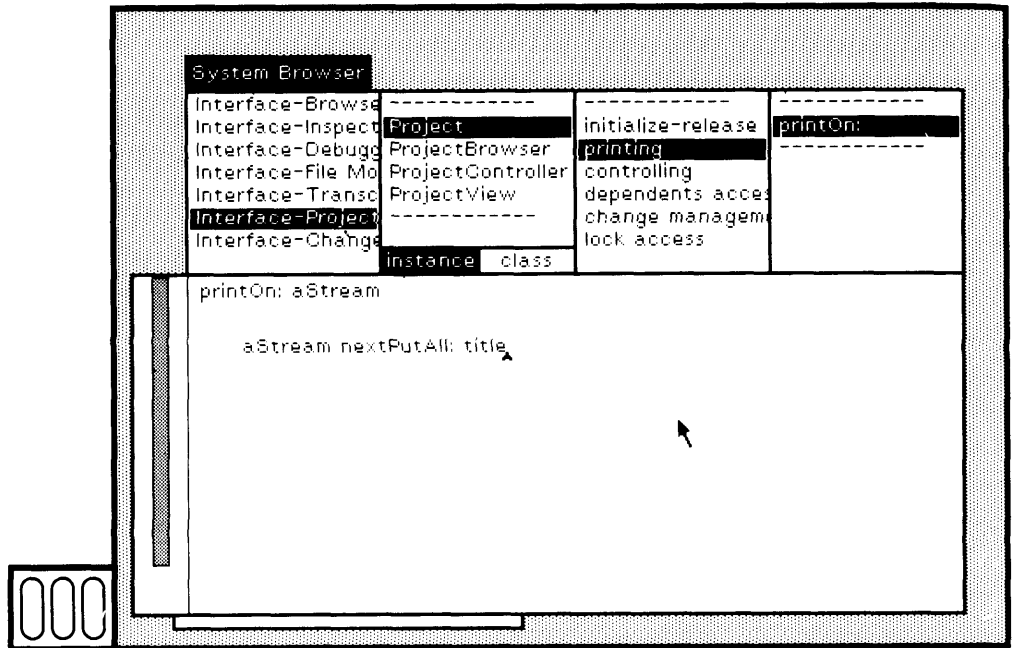 System Browser
Interface-Browse
Interface-Inspect
Interface-Debugg
Interface-File Mo
Interface-Transc
Interface-Project
Interface-Change
------------
Project
ProjectBrowser
ProjectController
ProjectView
------------
instance class
------------
initialize-release
printing
controlling
dependents acces
change managem
lock access
------------
printOn:
------------
printOn: aStream
aStream nextPutAll: title